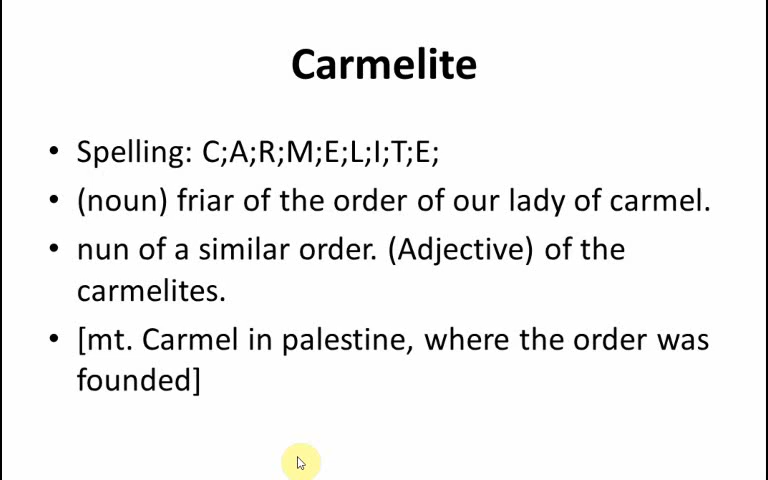 Carmelite
• Spelling: C;A;R;M;E;L;I;T;E;
• (noun) friar of the order of our lady of carmel.
• nun of a similar order. (Adjective) of the
carmelites.
• [mt. Carmel in palestine, where the order was
founded]